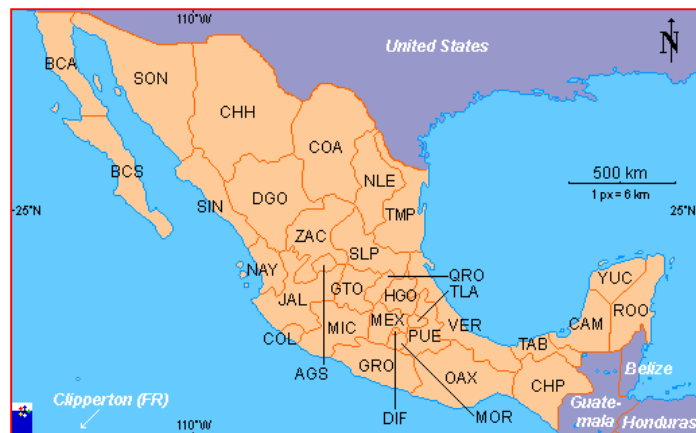 110°W
N
United States
BCA
SON
CHH
COA
BCS
NLE
500 km
1 px = 6 km
DGO
SIN
TMP
25°N
25°N
ZAC
SLP
NAY
QRO
YUC
GTO
HGO
TLA
JAL
ROO
MEX
CAM
MIC
VER
COL
PUE
TAB
GRO
Belize
AGS
OAX
CHP
Clipperton (FR)
Guate-
mala
DIF
MOR
Honduras
110°W